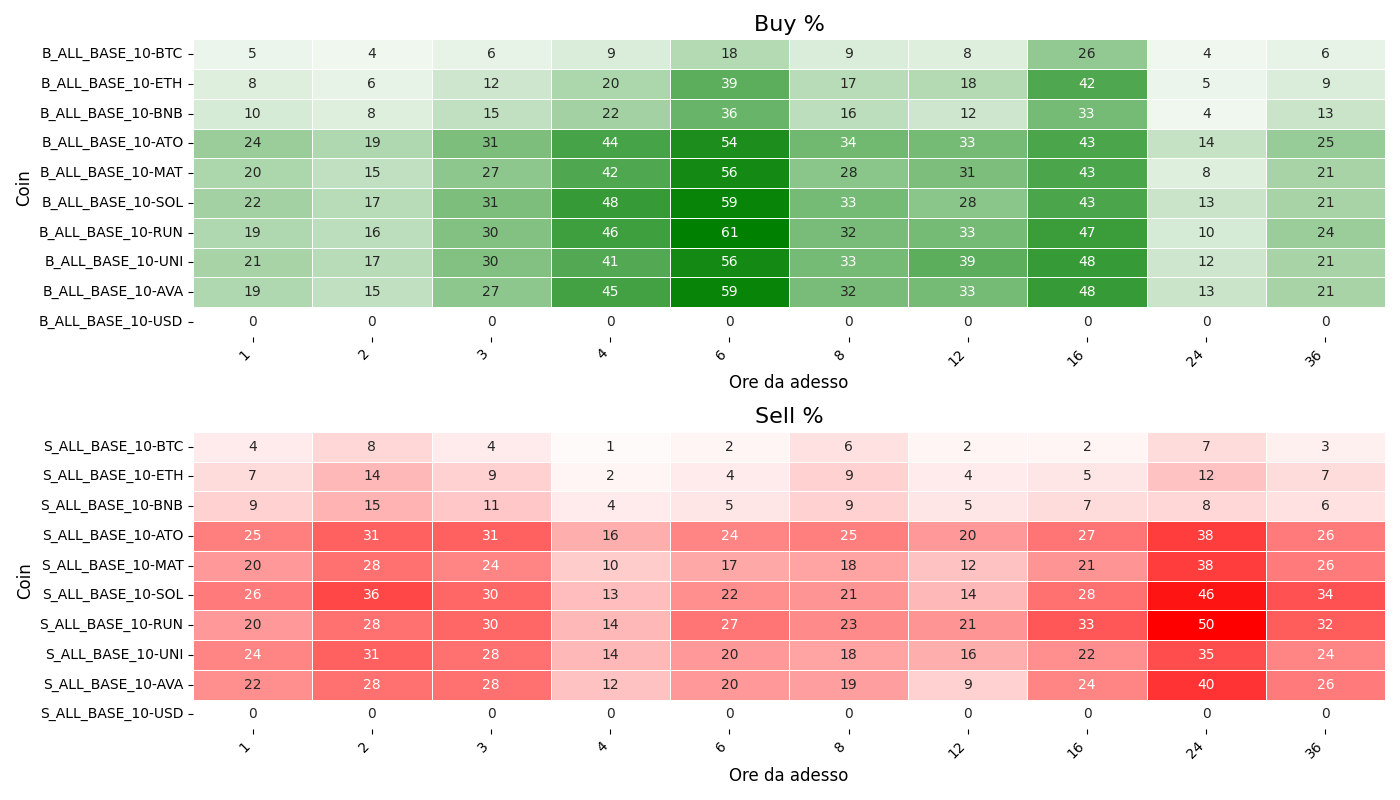 Buy %
B_ALL_BASE_10-BTC 5 4 6 9 18 9 8 26 4 6
B_ALL_BASE_10-ETH 8 6 12 20 39 17 18 42 5 9
B_ALL_BASE_10-BNB 10 8 15 22 36 16 12 33 4 13
B_ALL_BASE_10-ATO 24 19 31 44 54 34 33 43 14 25
B_ALL_BASE_10-MAT 20 15 27 42 56 28 31 43 8 21
B_ALL_BASE_10-SOL 22 17 31 48 59 33 28 43 13 21
B_ALL_BASE_10-RUN 19 16 30 46 61 32 33 47 10 24
B_ALL_BASE_10-UNI 21 17 30 41 56 33 39 48 12 21
B_ALL_BASE_10-AVA 19 15 27 45 59 32 33 48 13 21
B_ALL_BASE_10-USD 0 0 0 0 0 0 0 0 0 0
Coin
1 2 3 4 6 8 12 16 24 36
Ore da adesso
Sell %
S_ALL_BASE_10-BTC 4 8 4 1 2 6 2 2 7 3
S_ALL_BASE_10-ETH 7 14 9 2 4 9 4 5 12 7
S_ALL_BASE_10-BNB 9 15 11 4 5 9 5 7 8 6
S_ALL_BASE_10-ATO 25 31 31 16 24 25 20 27 38 26
S_ALL_BASE_10-MAT 20 28 24 10 17 18 12 21 38 26
S_ALL_BASE_10-SOL 26 36 30 13 22 21 14 28 46 34
S_ALL_BASE_10-RUN 20 28 30 14 27 23 21 33 50 32
S_ALL_BASE_10-UNI 24 31 28 14 20 18 16 22 35 24
S_ALL_BASE_10-AVA 22 28 28 12 20 19 9 24 40 26
S_ALL_BASE_10-USD 0 0 0 0 0 0 0 0 0 0
Coin
1 2 3 4 6 8 12 16 24 36
Ore da adesso